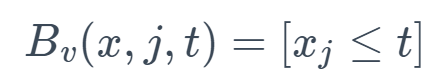 B_v(x, j, t) = [x_j ≤ t]